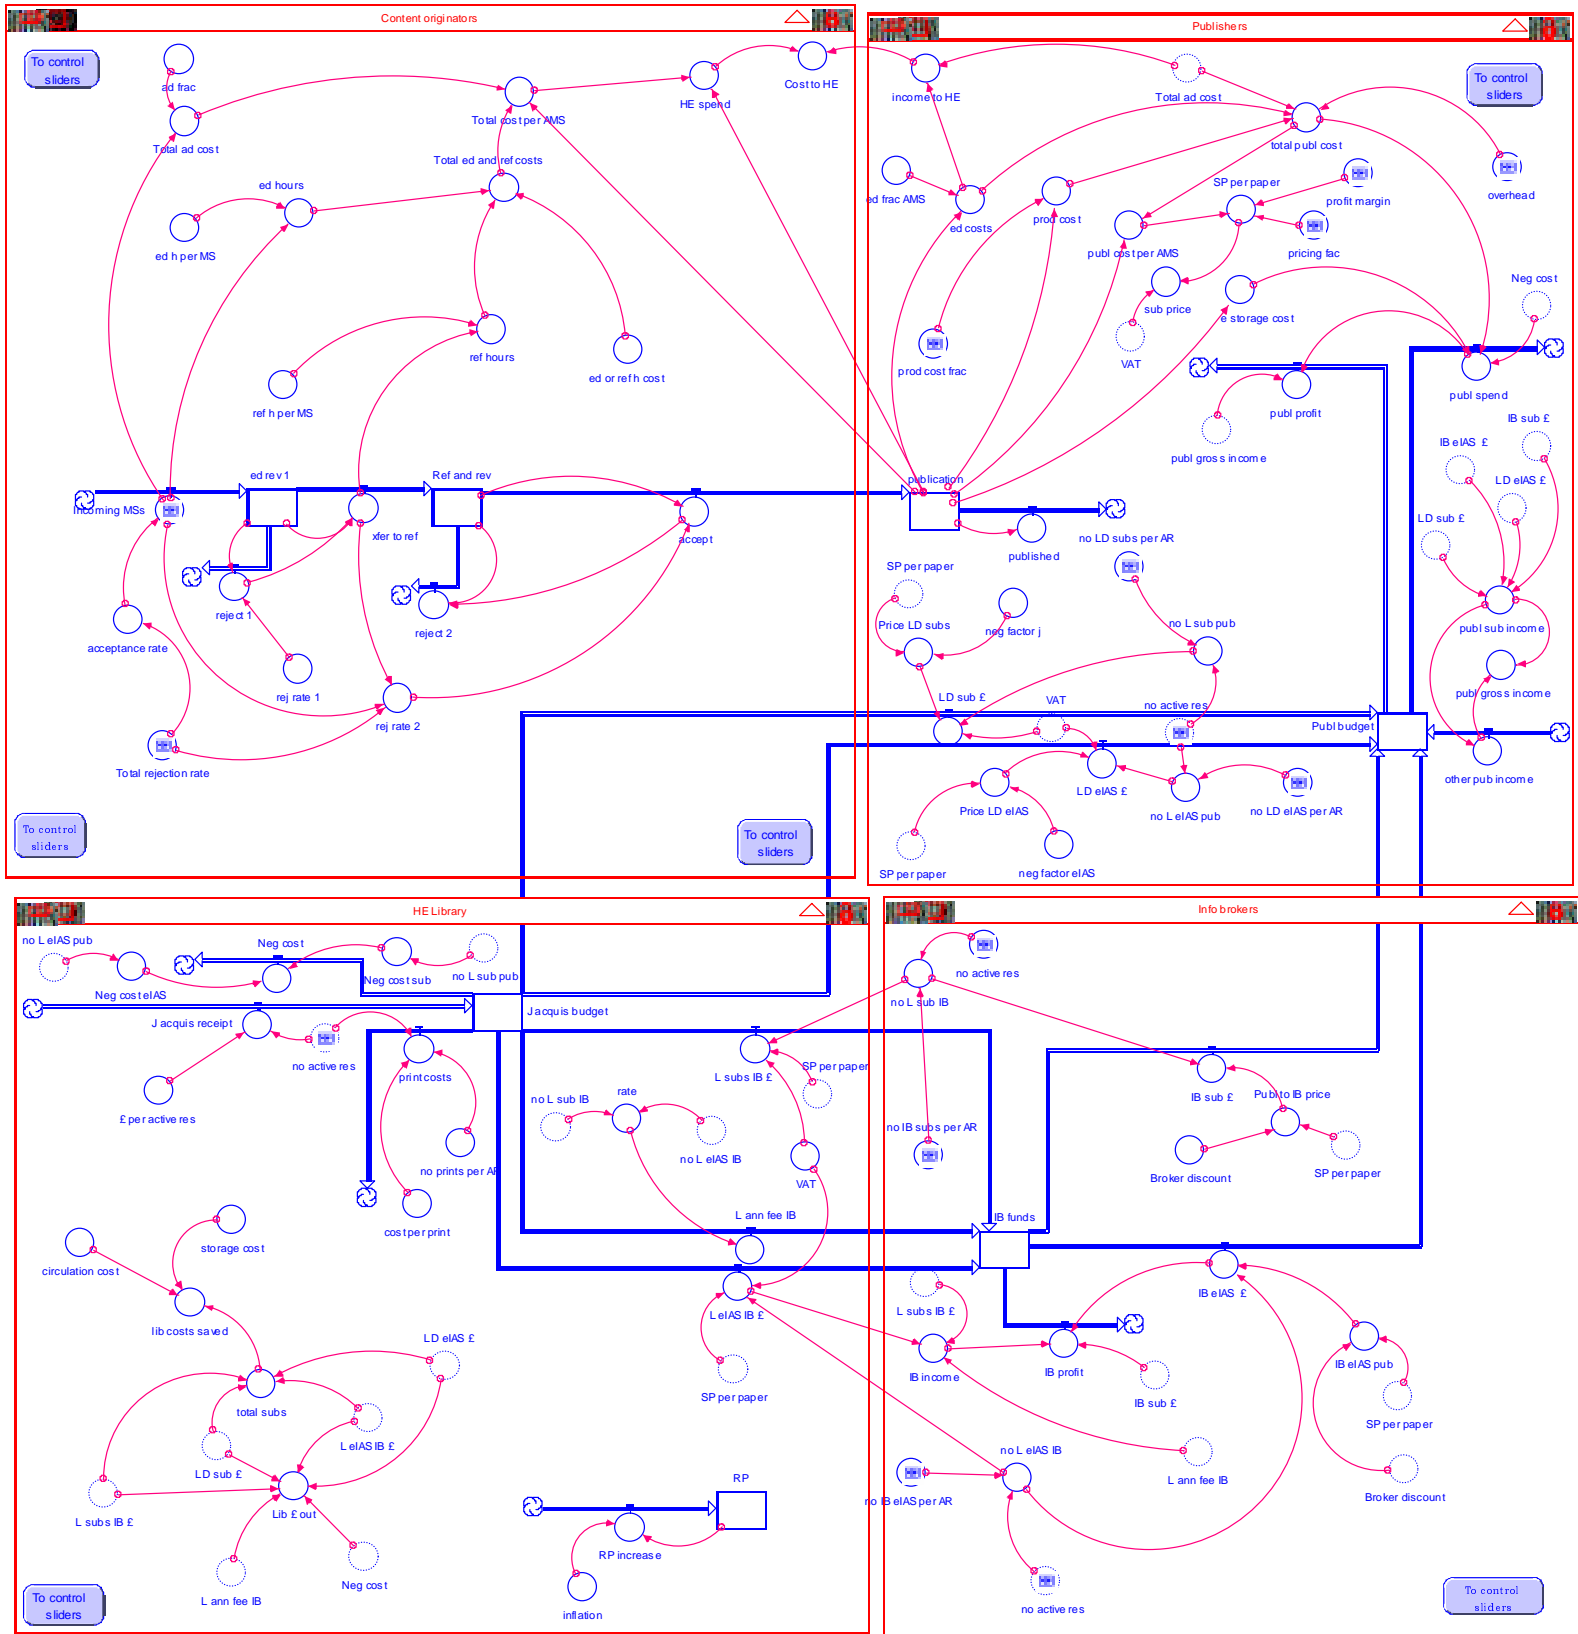 Content originators
To control
sliders
ad frac
Total ad cost
ed hours
ed h per MS
Total cost per AMS
Total ed and ref costs
HE spend
Cost to HE
ref hours
ref h per MS
ed or ref h cost
Incoming MSs
ed rev 1
xfer to ref
Ref and rev
accept
reject 1
reject 2
acceptance rate
rej rate 1
rej rate 2
Total rejection rate
To control
sliders
To control
sliders
Publishers
income to HE
Total ad cost
To control
sliders
total publ cost
overhead
ed frac AMS
ed costs
prod cost
SP per paper
profit margin
publ cost per AMS
pricing fac
sub price
e storage cost
Neg cost
VAT
prod cost frac
publ profit
publ spend
publ gross income
IB sub £
IB eIAS £
LD eIAS £
LD sub £
publication
published
no LD subs per AR
SP per paper
Price LD subs
neg factor j
no L sub pub
publ sub income
publ gross income
LD sub £
VAT
no active res
Publ budget
other pub income
Price LD eIAS
LD eIAS £
no L eIAS pub
no LD eIAS per AR
SP per paper
neg factor eIAS
HE Library
no L eIAS pub
Neg cost
Neg cost eIAS
Neg cost sub
no L sub pub
Jacquis receipt
Jacquis budget
no active res
print costs
£ per active res
no prints per AR
cost per print
L subs IB £
SP per paper
rate
no L sub IB
no L eIAS IB
VAT
L ann fee IB
L eIAS IB £
SP per paper
storage cost
circulation cost
lib costs saved
LD eIAS £
total subs
L eIAS IB £
LD sub £
L subs IB £
Lib £ out
L ann fee IB
Neg cost
RP
RP increase
inflation
To control
sliders
Info brokers
no active res
no L sub IB
no IB subs per AR
IB sub £
Publ to IB price
Broker discount
SP per paper
IB funds
L subs IB £
IB eIAS £
IB income
IB profit
IB sub £
IB eIAS pub
SP per paper
no L eIAS IB
L ann fee IB
Broker discount
no IB eIAS per AR
no active res
To control
sliders